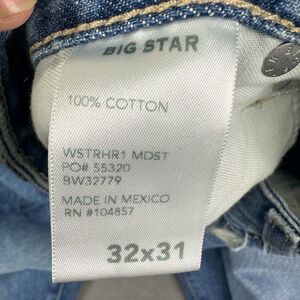 BIG STAR
100% COTTON
WSTRHR1 MDST
PO# 55320
BW32779
MADE IN MEXICO
RN #104857
32x31